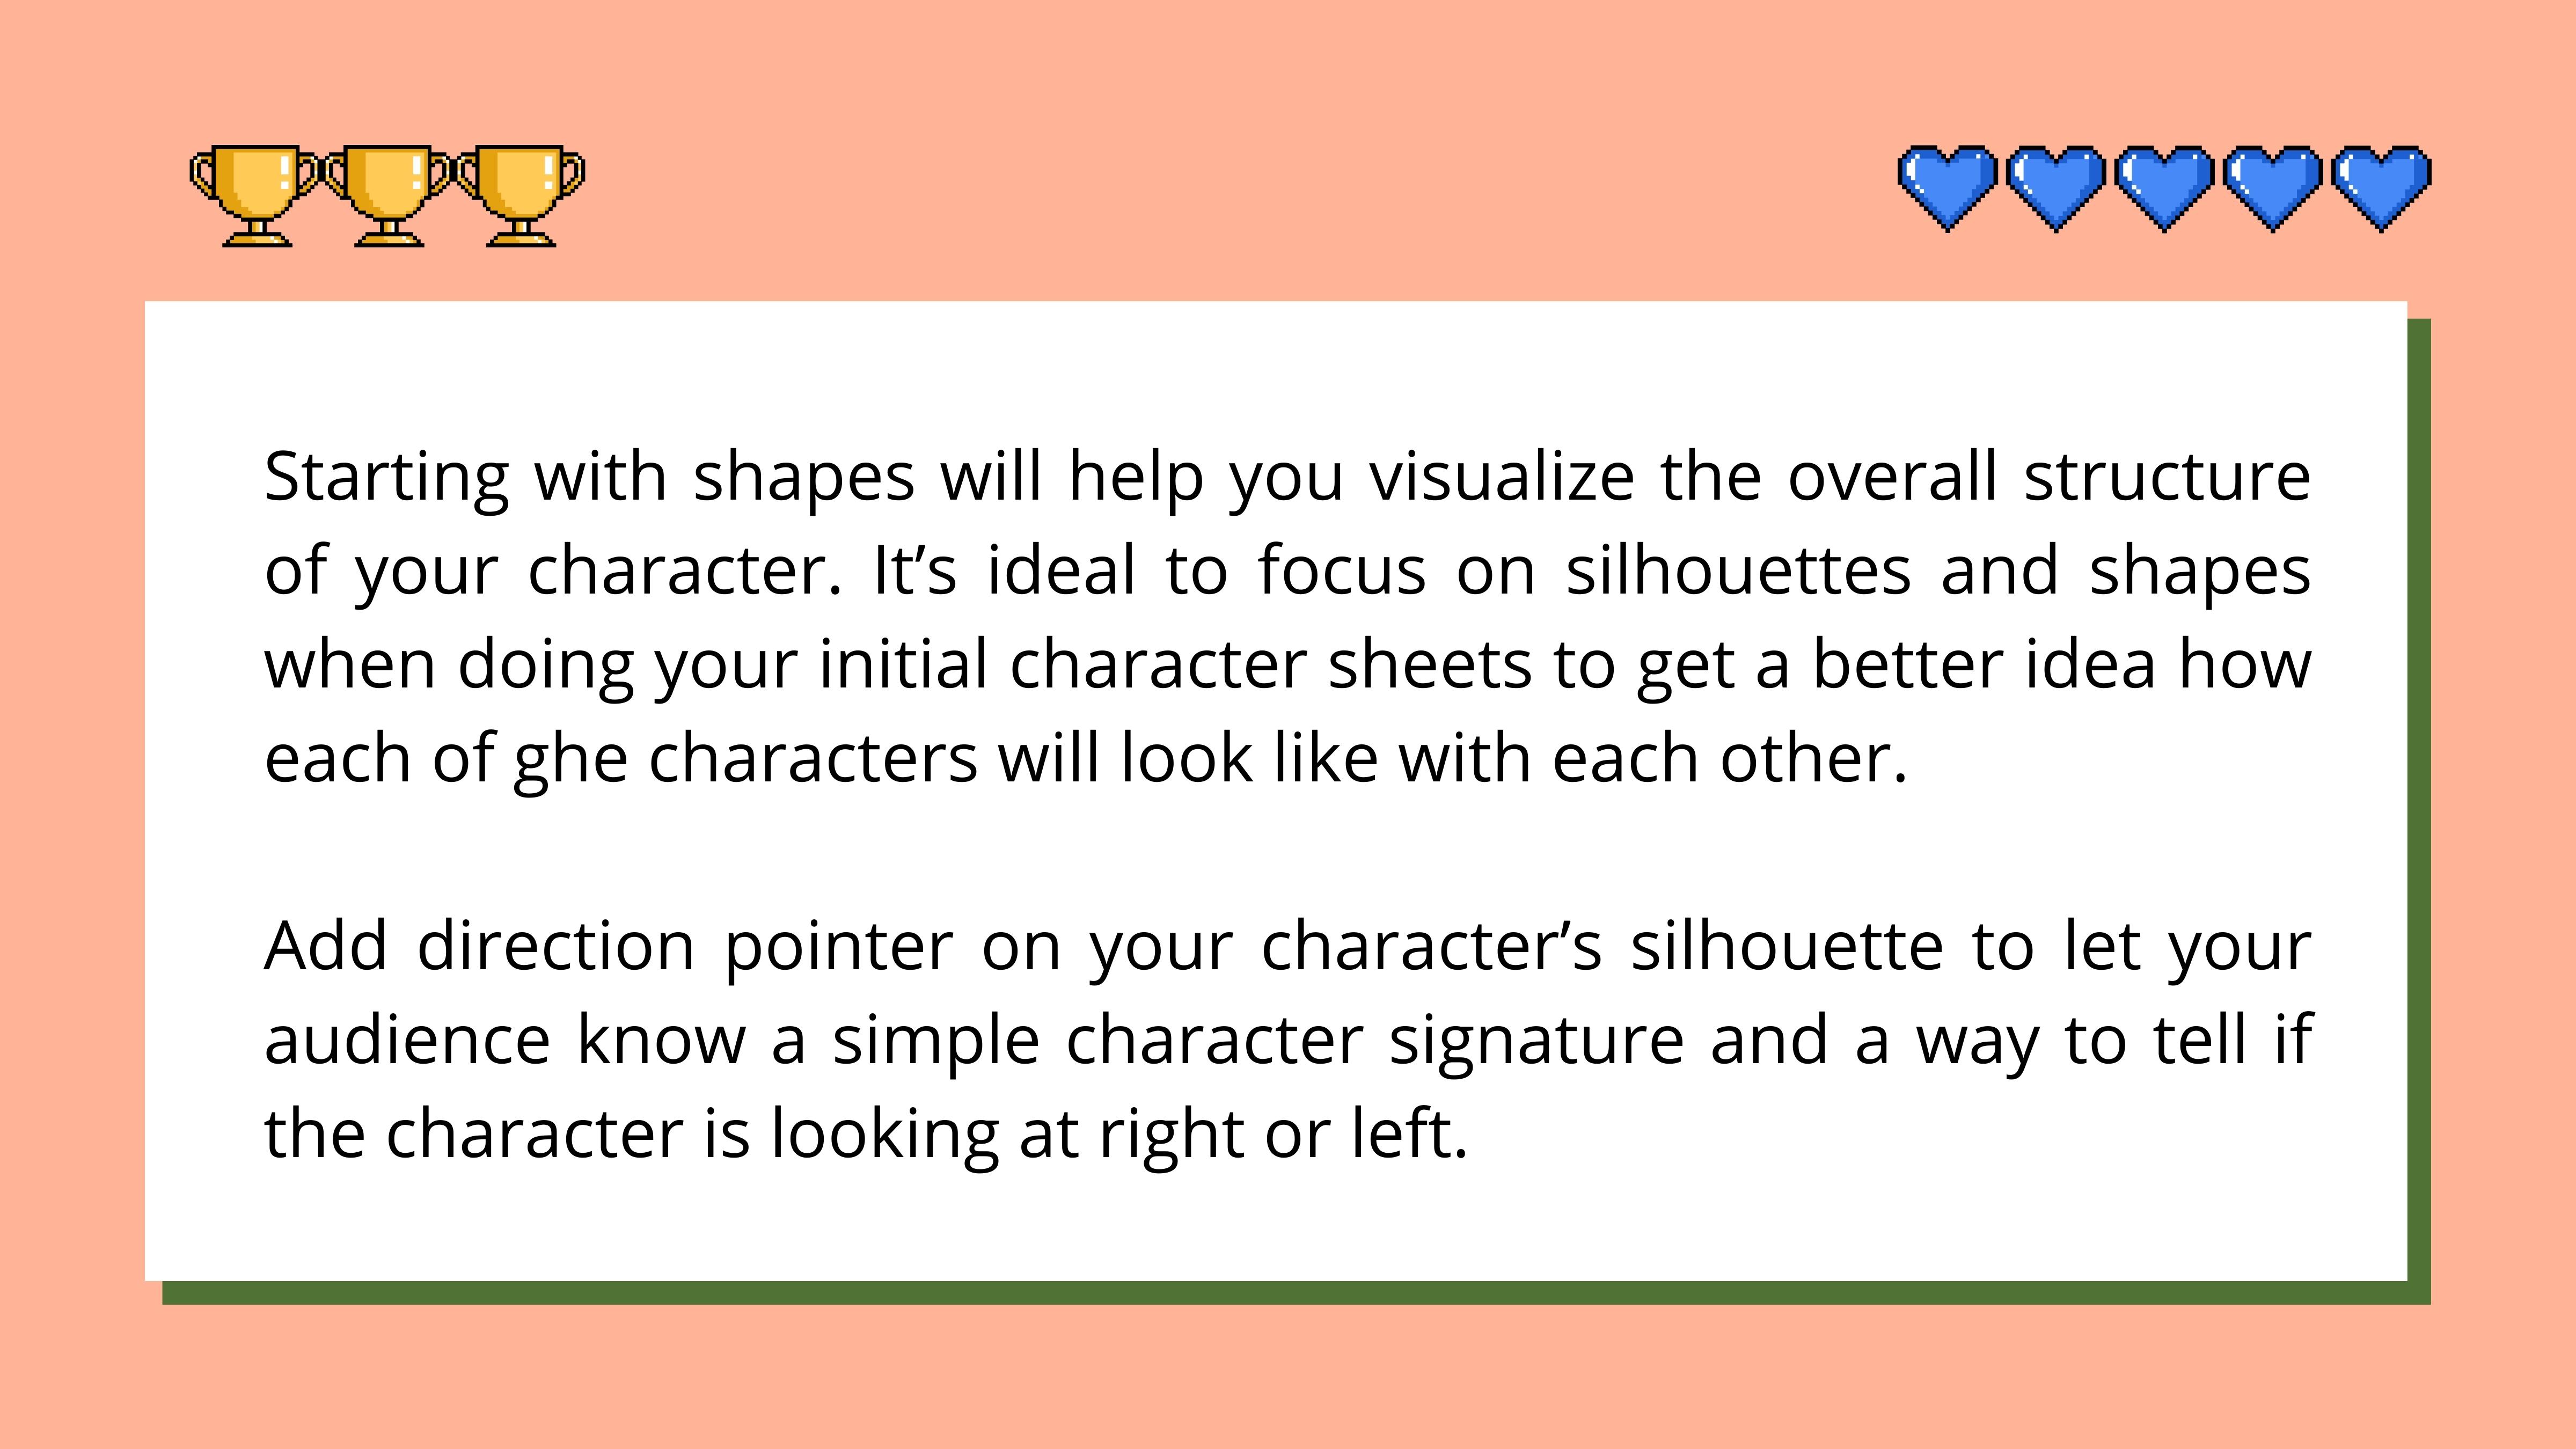 Starting with shapes will help you visualize the overall structure
of your character. It’s ideal to focus on silhouettes and shapes
when doing your initial character sheets to get a better idea how
each of ghe characters will look like with each other.
Add direction pointer on your character’s silhouette to let your
audience know a simple character signature and a way to tell if
the character is looking at right or left.